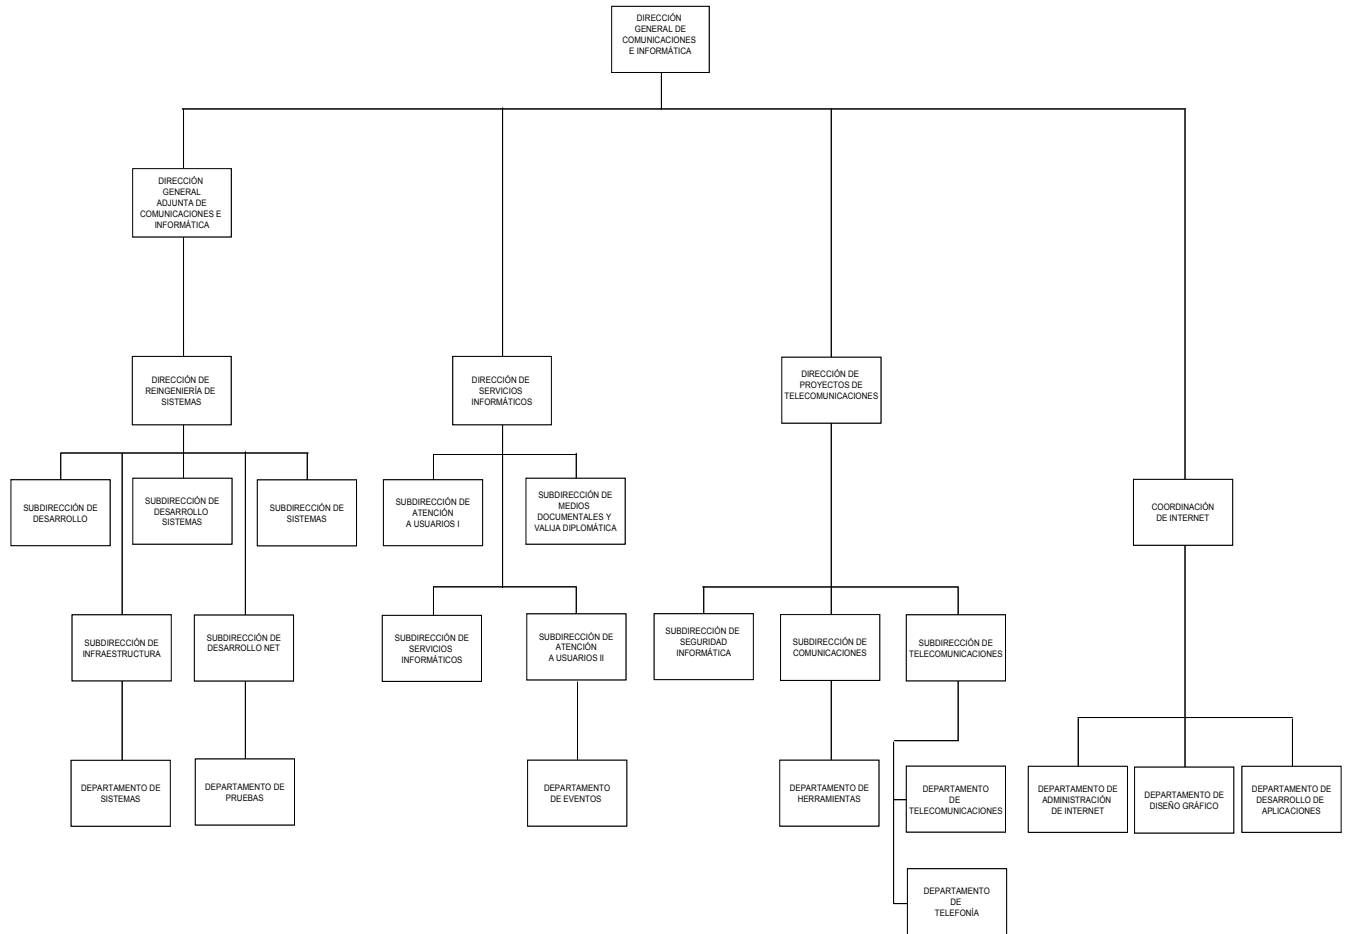 DIRECCIÓN
GENERAL DE
COMUNICACIONES
E INFORMÁTICA
DIRECCIÓN
GENERAL
ADJUNTA DE
COMUNICACIONES E
INFORMÁTICA
DIRECCIÓN DE
REINGENIERÍA DE
SISTEMAS
DIRECCIÓN DE
SERVICIOS
INFORMÁTICOS
DIRECCIÓN DE
PROYECTOS DE
TELECOMUNICACIONES
SUBDIRECCIÓN DE
DESARROLLO
SUBDIRECCIÓN DE
DESARROLLO
SISTEMAS
SUBDIRECCIÓN DE
SISTEMAS
SUBDIRECCIÓN DE
ATENCIÓN
A USUARIOS I
SUBDIRECCIÓN DE
MEDIOS
DOCUMENTALES Y
VALIJA DIPLOMÁTICA
COORDINACIÓN
DE INTERNET
SUBDIRECCIÓN DE
INFRAESTRUCTURA
SUBDIRECCIÓN DE
DESARROLLO NET
SUBDIRECCIÓN DE
SERVICIOS
INFORMÁTICOS
SUBDIRECCIÓN DE
ATENCIÓN
A USUARIOS II
SUBDIRECCIÓN DE
SEGURIDAD
INFORMÁTICA
SUBDIRECCIÓN DE
COMUNICACIONES
SUBDIRECCIÓN DE
TELECOMUNICACIONES
DEPARTAMENTO DE
SISTEMAS
DEPARTAMENTO DE
PRUEBAS
DEPARTAMENTO
DE EVENTOS
DEPARTAMENTO DE
HERRAMIENTAS
DEPARTAMENTO
DE
TELECOMUNICACIONES
DEPARTAMENTO DE
ADMINISTRACIÓN
DE INTERNET
DEPARTAMENTO DE
DISEÑO GRÁFICO
DEPARTAMENTO DE
DESARROLLO DE
APLICACIONES
DEPARTAMENTO
DE
TELEFONÍA